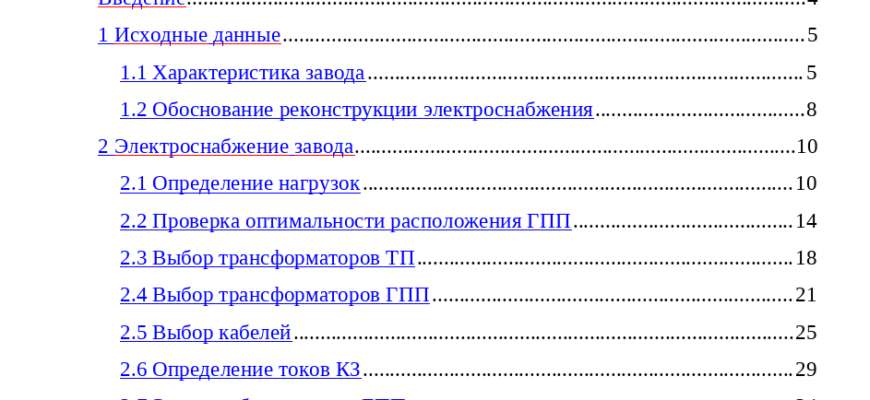 Введение....................................................................................................................4
1 Исходные данные..................................................................................................5
1.1 Характеристика завода.................................................................................. 5
1.2 Обоснование реконструкции электроснабжения........................................8
2 Электроснабжение завода...................................................................................10
2.1 Определение нагрузок.................................................................................10
2.2 Проверка оптимальности расположения ГПП..........................................14
2.3 Выбор трансформаторов ТП.......................................................................18
2.4 Выбор трансформаторов ГПП....................................................................21
2.5 Выбор кабелей..............................................................................................25
2.6 Определение токов КЗ.................................................................................29